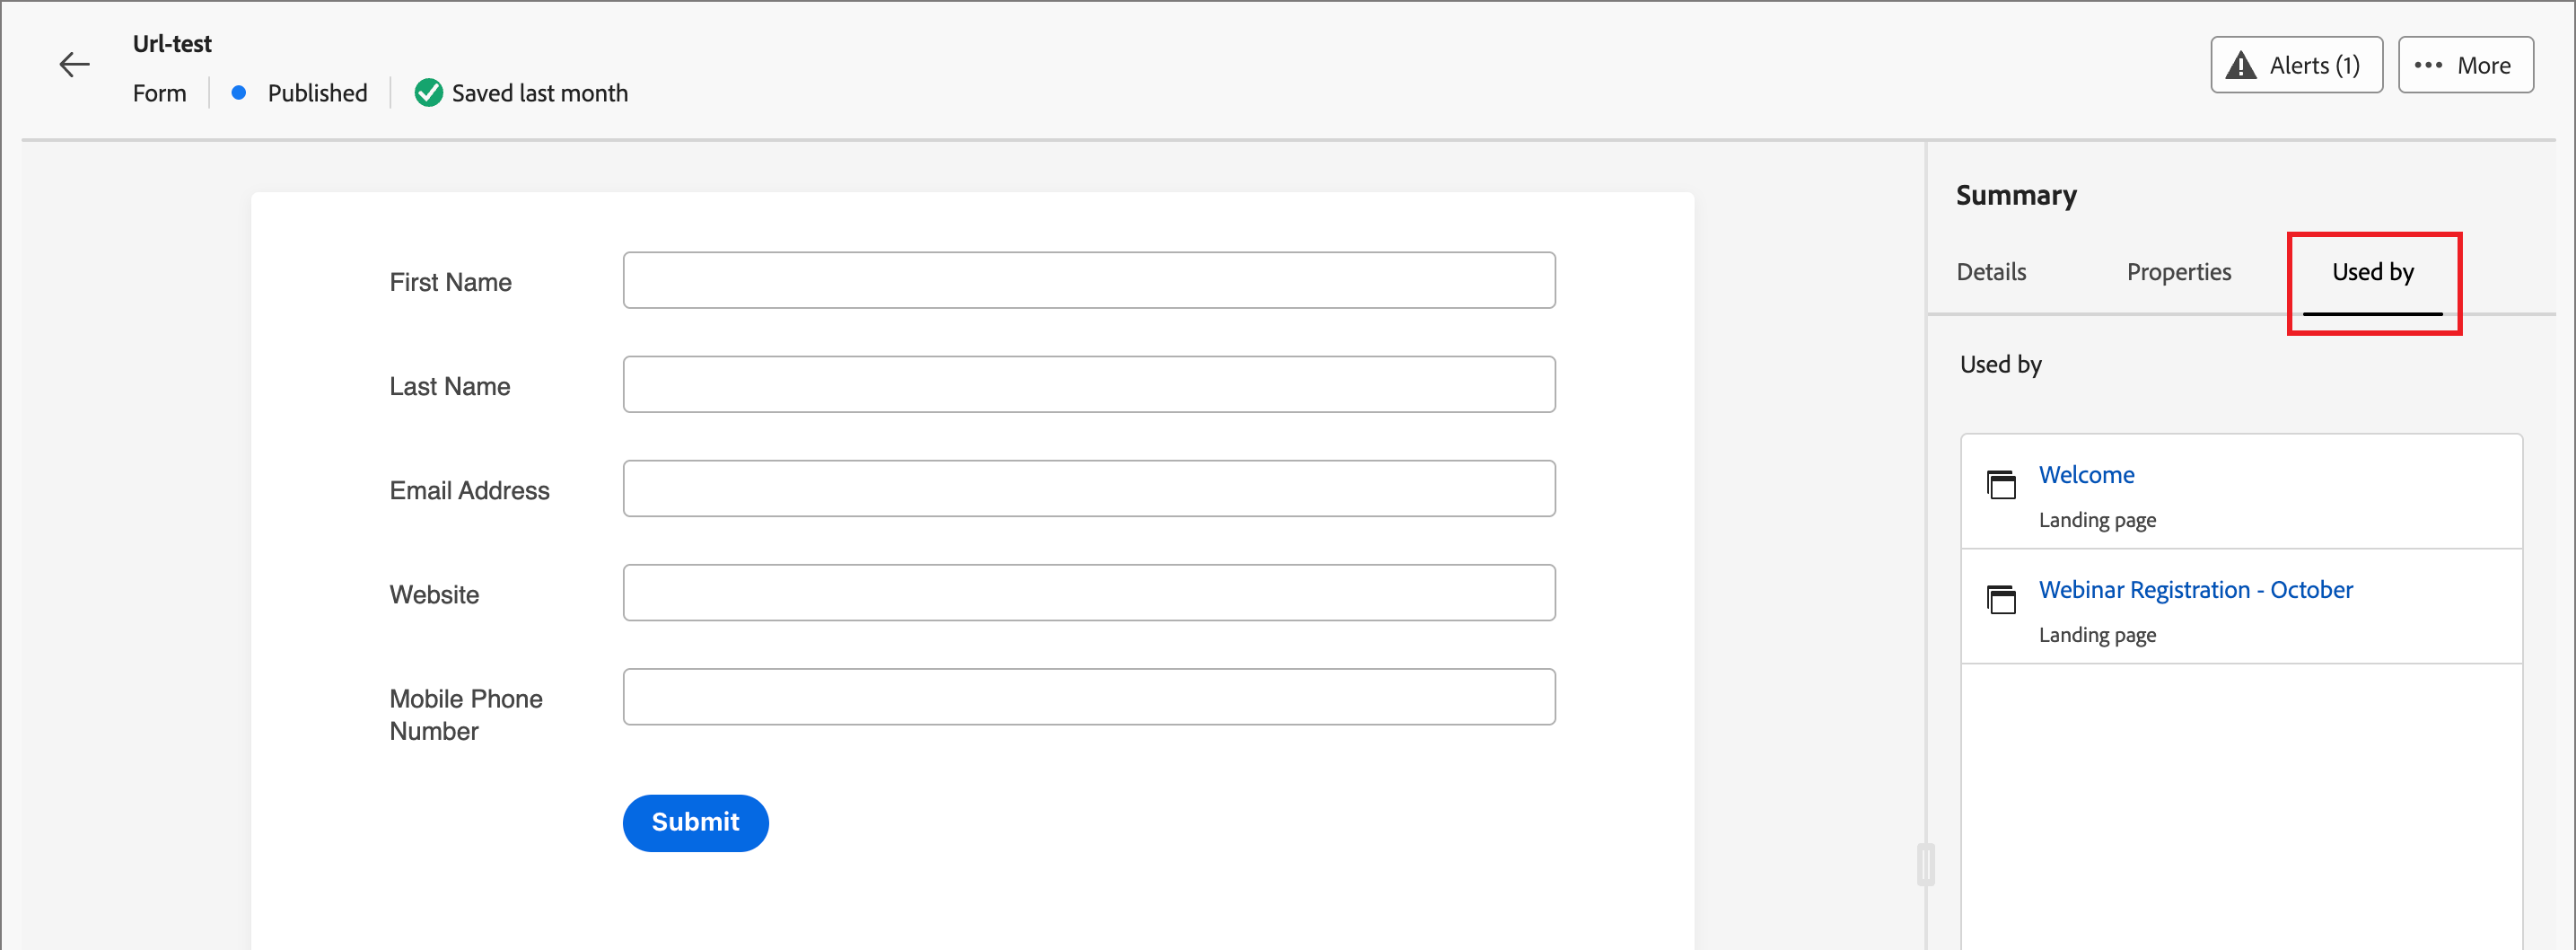 Url-test
Form
Published
Saved last month
Alerts (1)
More
First Name
Last Name
Email Address
Website
Mobile Phone
Number
Submit
Summary
Details
Properties
Used by
Used by
Welcome
Landing page
Webinar Registration - October
Landing page